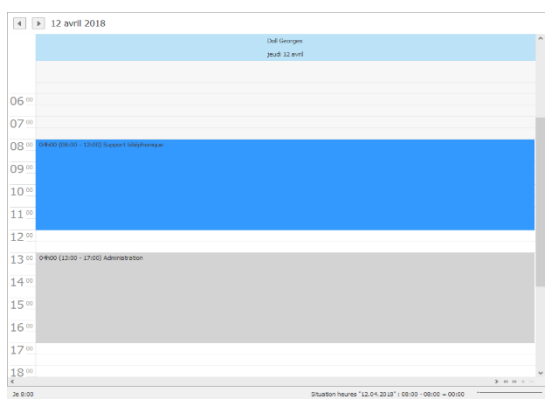 12 avril 2018
Doll Georges
jeudi 12 avril
06 00
07 00
08 00
04h00 (08:00 - 12:00) Support téléphonique
09 00
10 00
11 00
12 00
13 00
04h00 (13:00 - 17:00) Administration
14 00
15 00
16 00
17 00
18 00
Je 8:00
Situation heures "12.04.2018" : 08:00 - 08:00 = 00:00